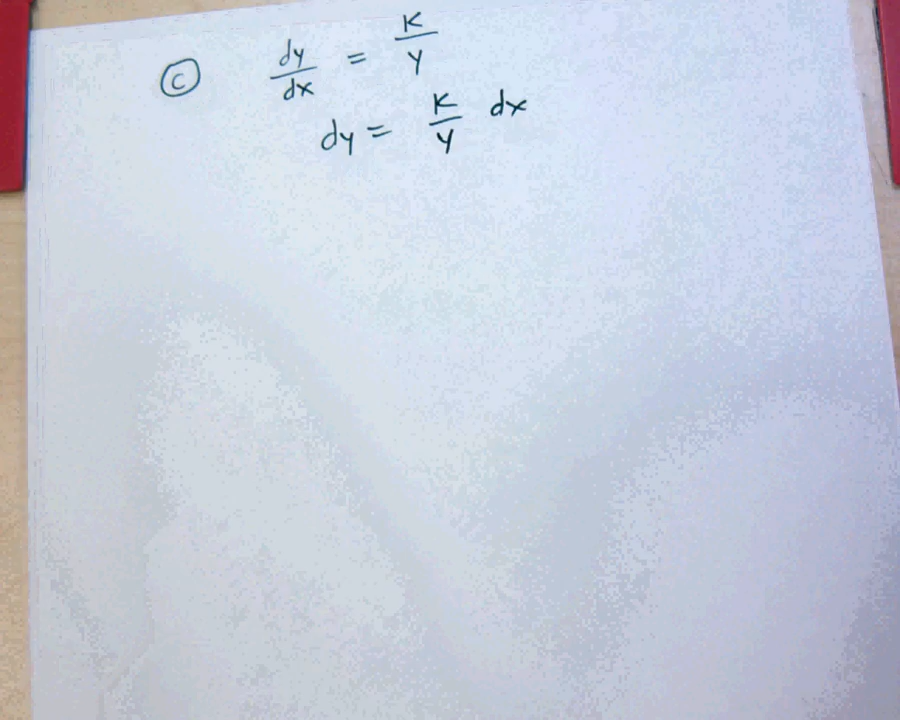 ⓒ dy/dx = K/y
dy = K/y dx